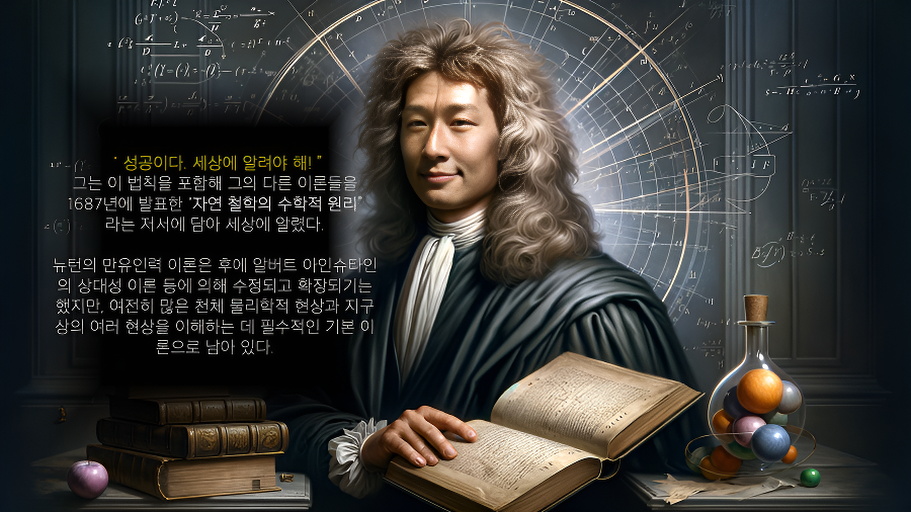 “ 성공이다. 세상에 알려야 해! ”
그는 이 법칙을 포함해 그의 다른 이론들을
1687년에 발표한 “자연 철학의 수학적 원리”
라는 저서에 담아 세상에 알렸다.
뉴턴의 만유인력 이론은 후에 알버트 아인슈타인
의 상대성 이론 등에 의해 수정되고 확장되기는
했지만, 여전히 많은 천체 물리학적 현상과 지구
상의 여러 현상을 이해하는 데 필수적인 기본 이
론으로 남아 있다.